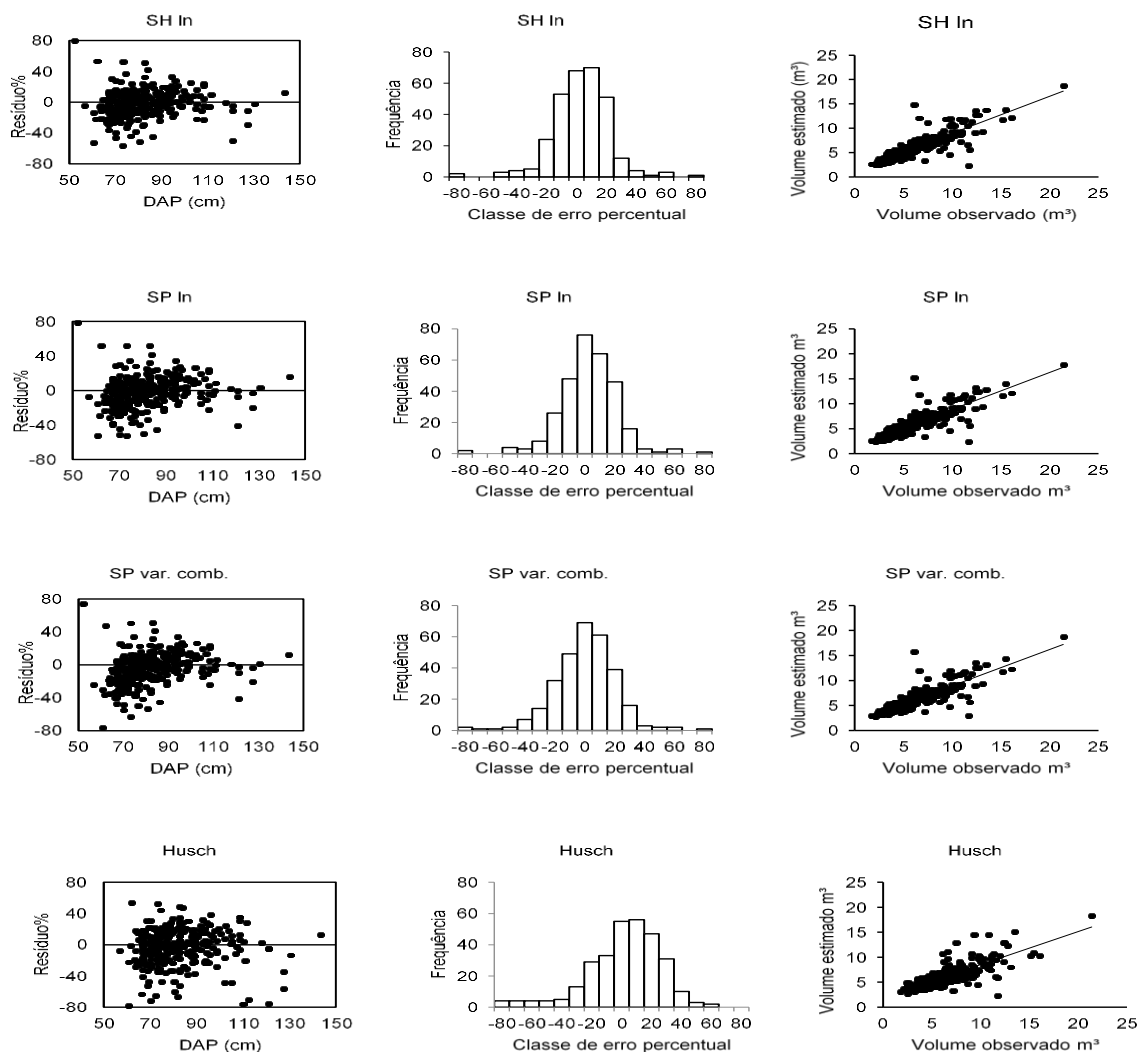 SH ln
80
40
0
-40
-80
50 70 90 110 130 150
Resíduo%
DAP (cm)
SH ln
80
60
40
20
0
-80 -60 -40 -20 0 20 40 60 80
Frequência
Classe de erro percentual
SH ln
25
20
15
10
5
0
0 5 10 15 20 25
Volume estimado (m³)
Volume observado (m³)
SP ln
80
40
0
-40
-80
50 70 90 110 130 150
Resíduo%
DAP (cm)
SP ln
80
60
40
20
0
-80 -60 -40 -20 0 20 40 60 80
Frequência
Classe de erro percentual
SP ln
25
20
15
10
5
0
0 5 10 15 20 25
Volume estimado m³
Volume observado m³
SP var. comb.
80
40
0
-40
-80
50 70 90 110 130 150
Resíduo%
DAP (cm)
SP var. comb.
80
60
40
20
0
-80 -60 -40 -20 0 20 40 60 80
Frequência
Classe de erro percentual
SP var. comb.
25
20
15
10
5
0
0 5 10 15 20 25
Volume estimado m³
Volume observado m³
Husch
80
40
0
-40
-80
50 70 90 110 130 150
Resíduo%
DAP (cm)
Husch
80
60
40
20
0
-80 -60 -40 -20 0 20 40 60 80
Frequência
Classe de erro percentual
Husch
25
20
15
10
5
0
0 5 10 15 20 25
Volume estimado m³
Volume observado m³